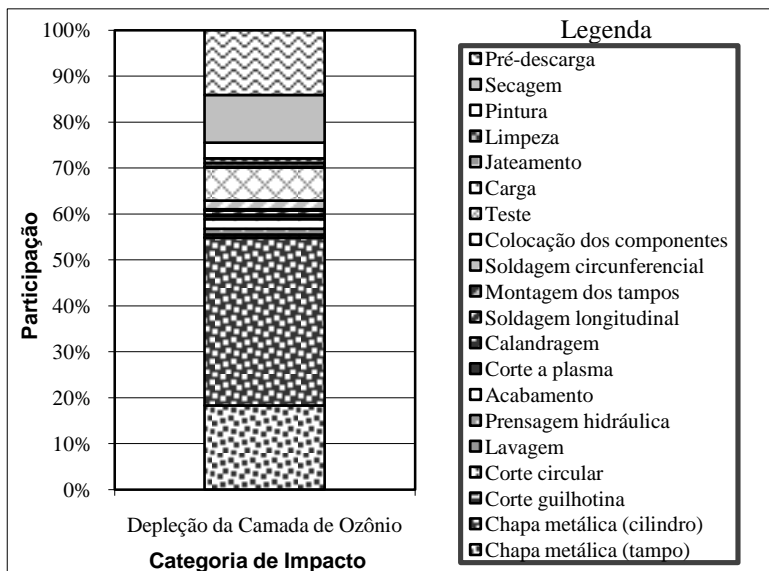 100%
90%
80%
70%
60%
50%
40%
30%
20%
10%
0%
Participação
Depleção da Camada de Ozônio
Categoria de Impacto
Legenda
Pré-descarga
Secagem
Pintura
Limpeza
Jateamento
Carga
Teste
Colocação dos componentes
Soldagem circunferencial
Montagem dos tampos
Soldagem longitudinal
Calandragem
Corte a plasma
Acabamento
Prensagem hidráulica
Lavagem
Corte circular
Corte guilhotina
Chapa metálica (cilindro)
Chapa metálica (tampo)